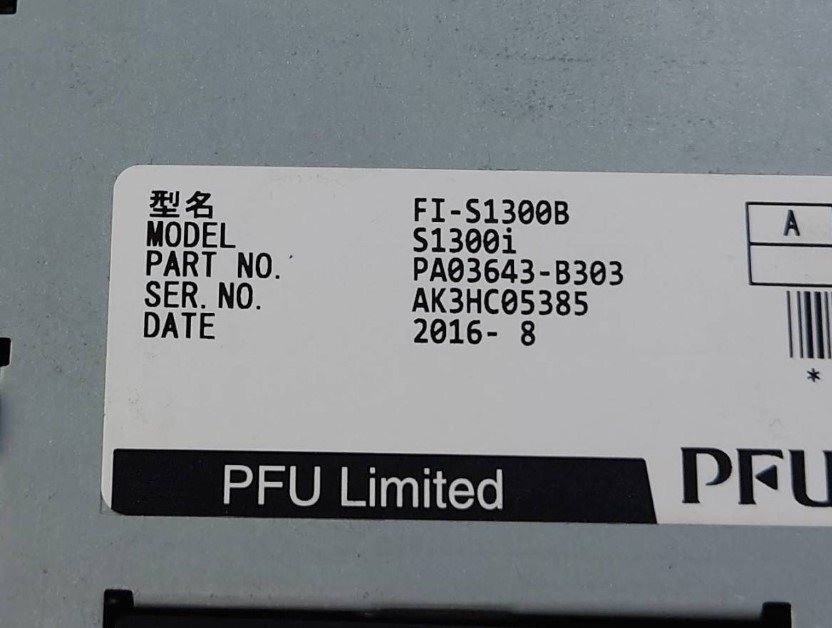 型名 FI-S1300B
MODEL S1300i
PART NO. PA03643-B303
SER. NO. AK3HC05385
DATE 2016- 8
A
*
PFU Limited
PFU